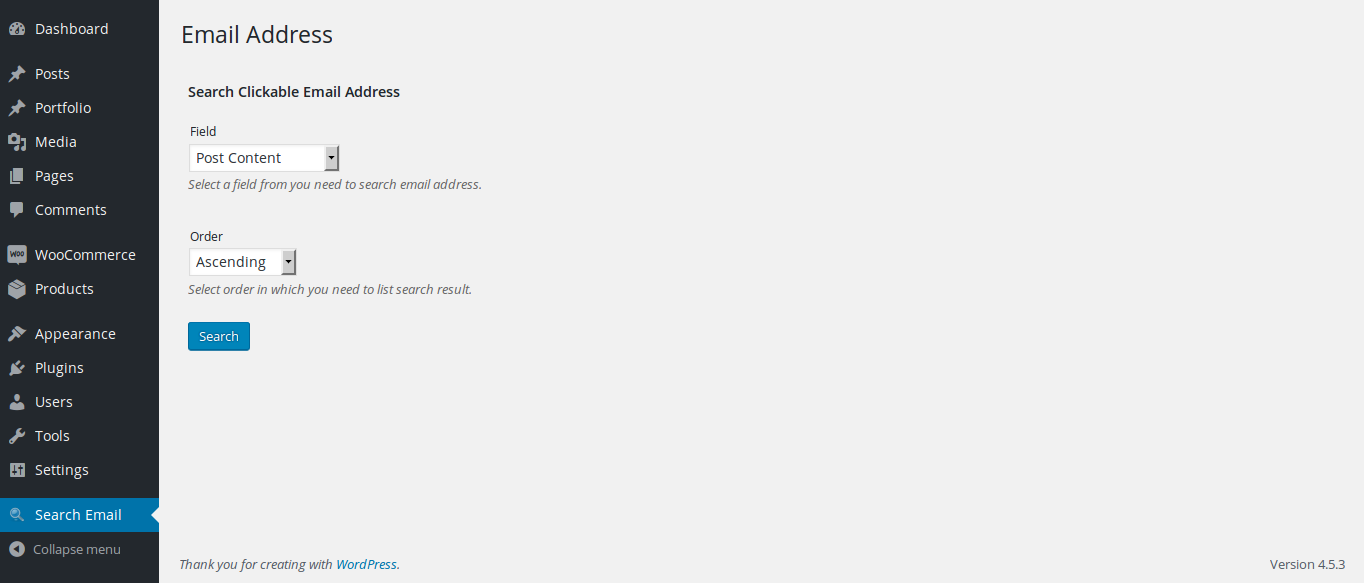 Dashboard
Posts
Portfolio
Media
Pages
Comments
WOO WooCommerce
Products
Appearance
Plugins
Users
Tools
Settings
Search Email
Collapse menu
Email Address
Search Clickable Email Address
Field
Post Content
Select a field from you need to search email address.
Order
Ascending
Select order in which you need to list search result.
Search
Thank you for creating with WordPress.
Version 4.5.3